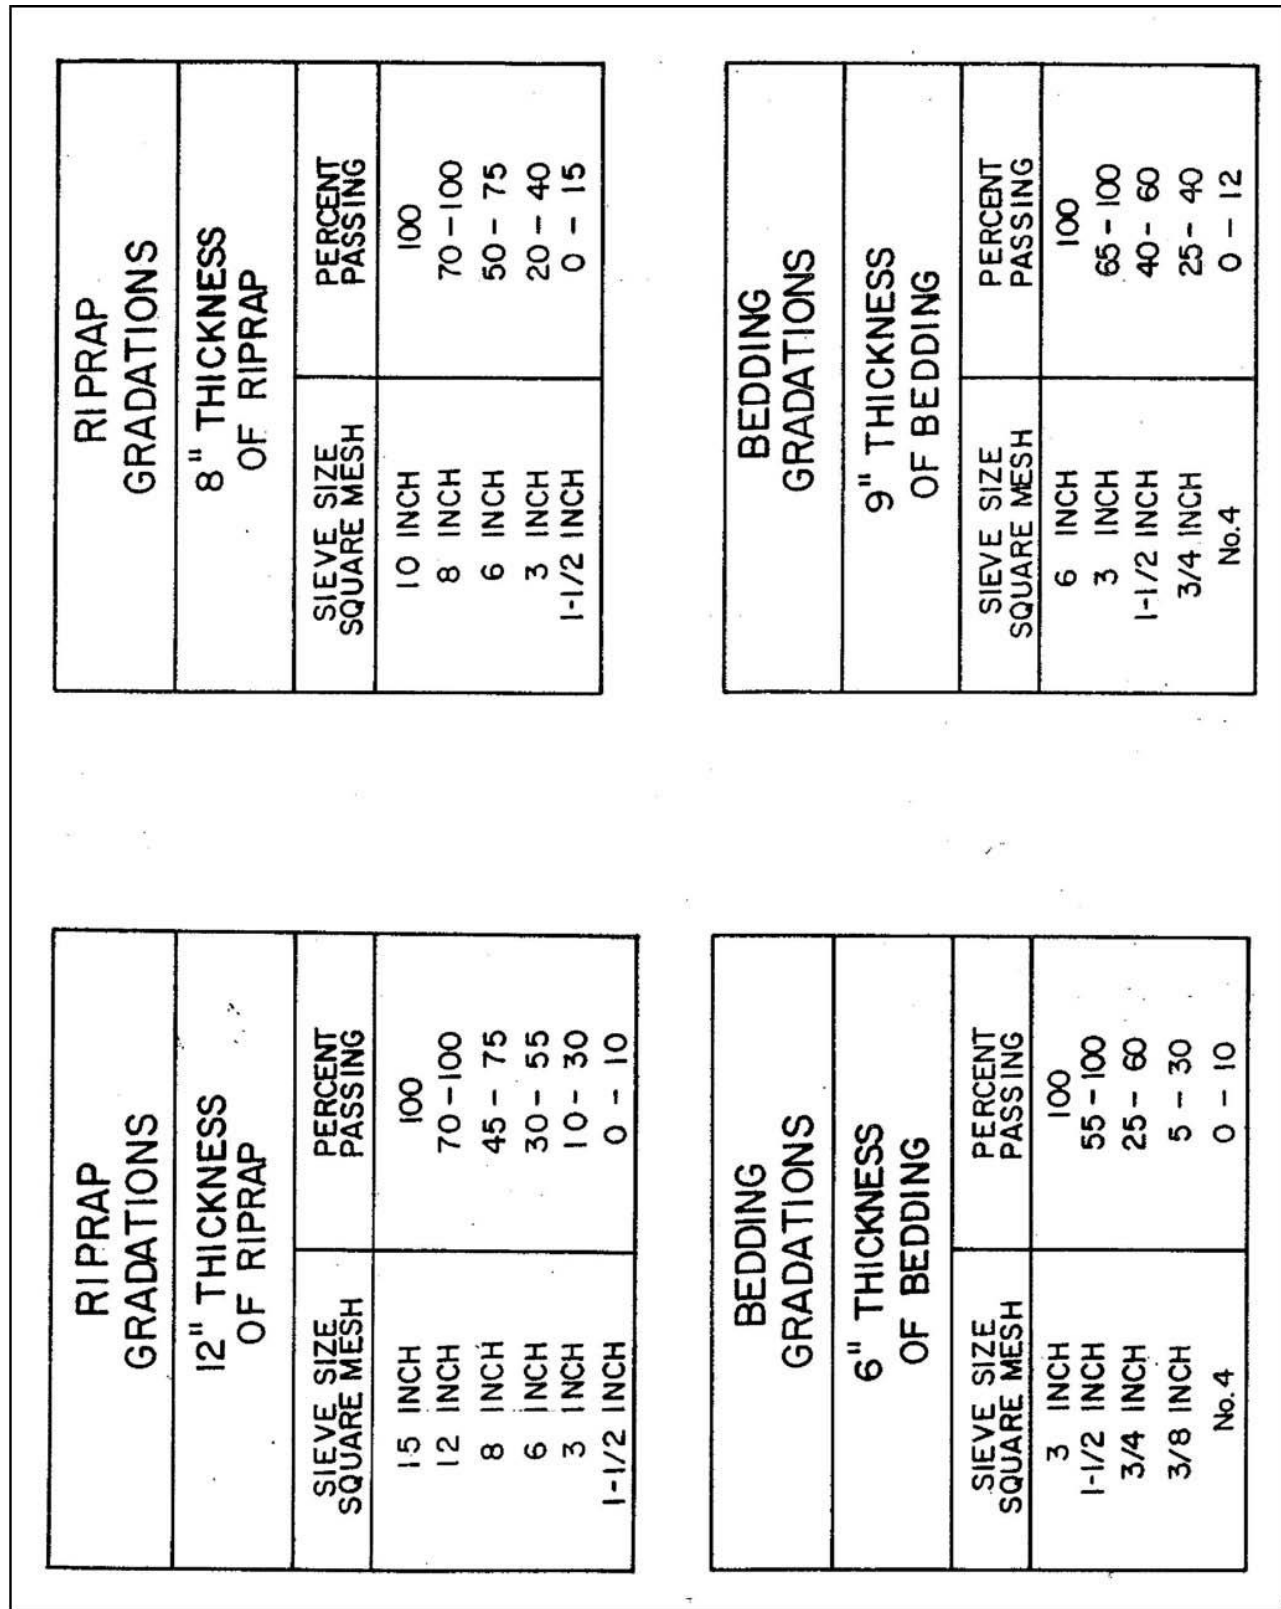 RIPRAP
GRADATIONS
12" THICKNESS
OF RIPRAP
SIEVE SIZE
SQUARE MESH
PERCENT
PASSING
15 INCH 100
12 INCH 70-100
8 INCH 45- 75
6 INCH 30- 55
3 INCH 10- 30
1-1/2 INCH 0 - 10
RIPRAP
GRADATIONS
8" THICKNESS
OF RIPRAP
SIEVE SIZE
SQUARE MESH
PERCENT
PASSING
10 INCH 100
8 INCH 70-100
6 INCH 50- 75
3 INCH 20- 40
1-1/2 INCH 0 - 15
BEDDING
GRADATIONS
6" THICKNESS
OF BEDDING
SIEVE SIZE
SQUARE MESH
PERCENT
PASSING
3 INCH 100
1-1/2 INCH 55-100
3/4 INCH 25- 60
3/8 INCH 5 - 30
No.4 0 - 10
BEDDING
GRADATIONS
9" THICKNESS
OF BEDDING
SIEVE SIZE
SQUARE MESH
PERCENT
PASSING
6 INCH 100
3 INCH 65-100
1-1/2 INCH 40- 60
3/4 INCH 25- 40
No.4 0 - 12